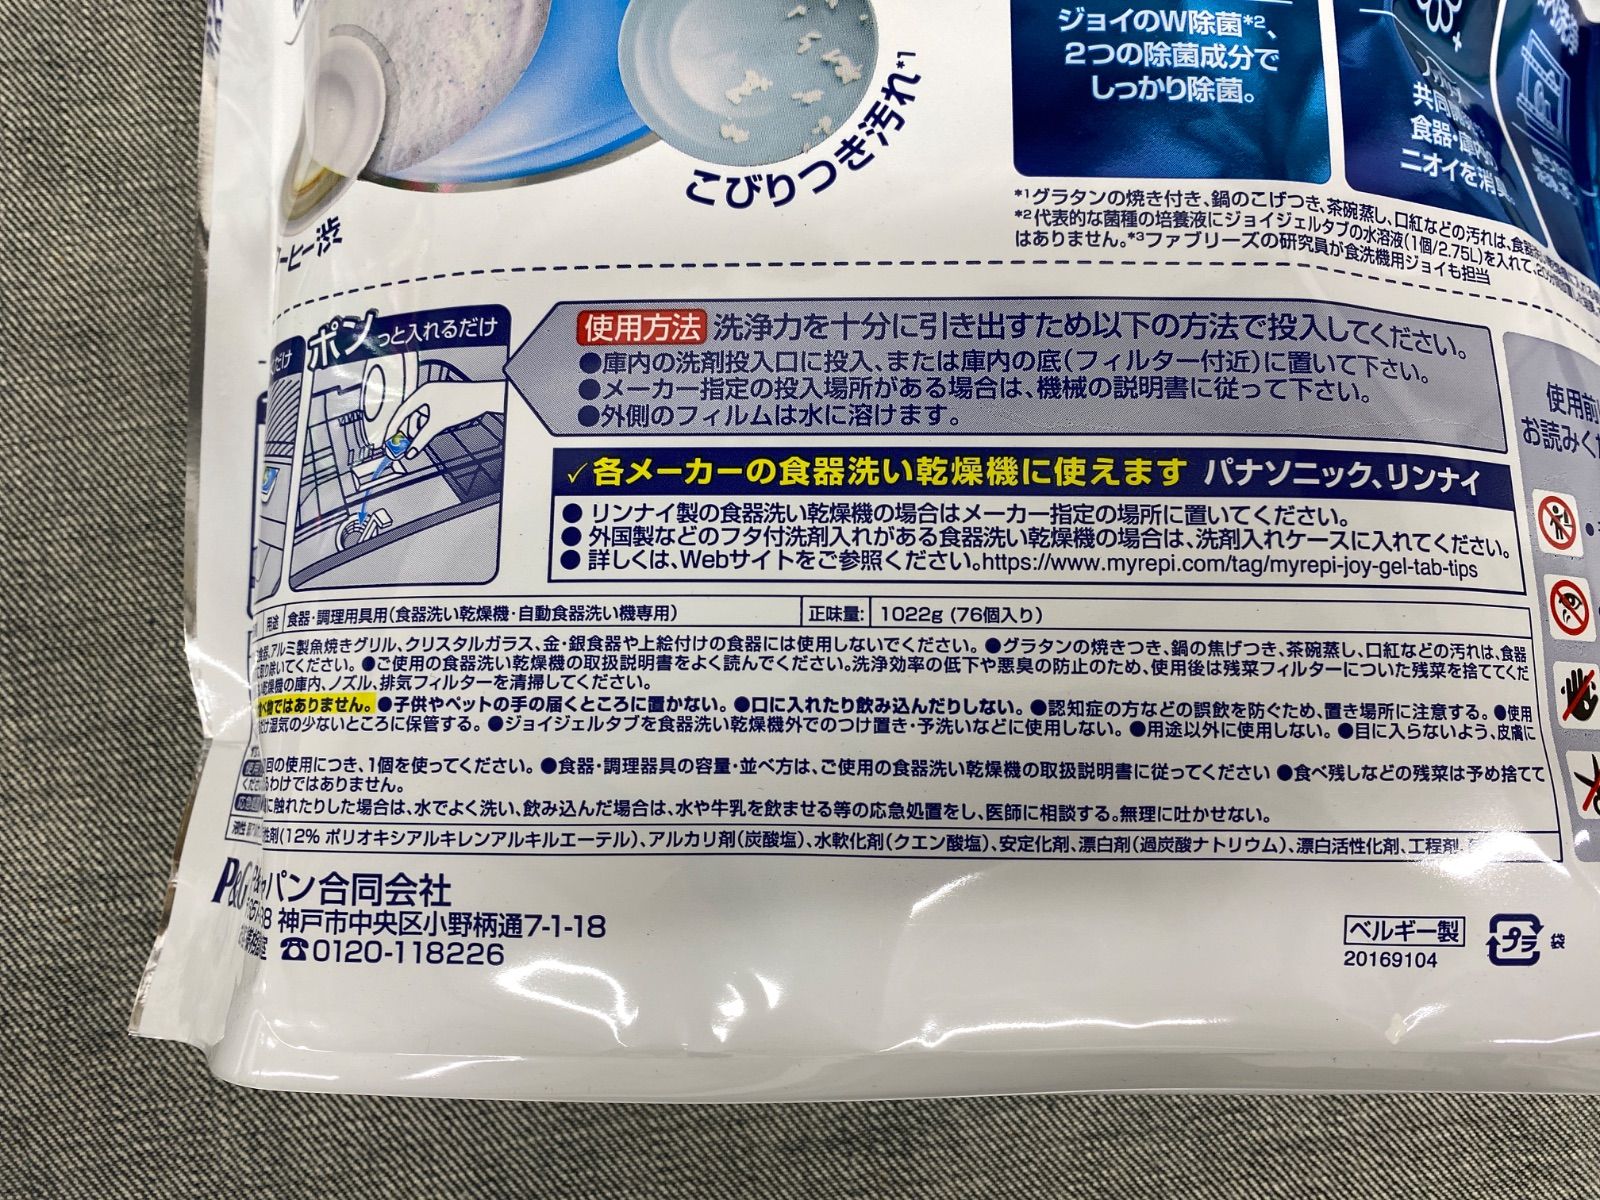 ジョイのW除菌*2、
2つの除菌成分で
しっかり除菌。
共同
食器・庫内の
ニオイを消臭
こびりつき汚れ*1
ーヒー渋
*1グラタンの焼き付き、鍋のこげつき、茶碗蒸し、口紅などの汚れは、食器
*2代表的な菌種の培養液にジョイジェルタブの水溶液(1個/2.75L)を入れて、
はありません。*3ファブリーズの研究員が食洗機用ジョイも担当
だけ
ポンっと入れるだけ
使用方法 洗浄力を十分に引き出すため以下の方法で投入してください。
●庫内の洗剤投入口に投入、または庫内の底(フィルター付近)に置いて下さい。
●メーカー指定の投入場所がある場合は、機械の説明書に従って下さい。
●外側のフィルムは水に溶けます。
使用前
お読みくだ
✓各メーカーの食器洗い乾燥機に使えます パナソニック、リンナイ
● リンナイ製の食器洗い乾燥機の場合はメーカー指定の場所に置いてください。
● 外国製などのフタ付洗剤入れがある食器洗い乾燥機の場合は、洗剤入れケースに入れてください。
● 詳しくは、Webサイトをご参照ください。https://www.myrepi.com/tag/myrepi-joy-gel-tab-tips
用途 食器・調理用具用(食器洗い乾燥機・自動食器洗い機専用) 正味量: 1022g (76個入り)
食器、アルミ製魚焼きグリル、クリスタルガラス、金・銀食器や上絵付けの食器には使用しないでください。●グラタンの焼きつき、鍋の焦げつき、茶碗蒸し、口紅などの汚れは、食器
取り除いてください。●ご使用の食器洗い乾燥機の取扱説明書をよく読んでください。洗浄効率の低下や悪臭の防止のため、使用後は残菜フィルターについた残菜を捨ててくだ
い乾燥機の庫内、ノズル、排気フィルターを清掃してください。
べ物ではありません。●子供やペットの手の届くところに置かない。●口に入れたり飲み込んだりしない。●認知症の方などの誤飲を防ぐため、置き場所に注意する。●使用
だけ湿気の少ないところに保管する。●ジョイジェルタブを食器洗い乾燥機外でのつけ置き・予洗いなどに使用しない。●用途以外に使用しない。●目に入らないよう、皮膚に
回の使用につき、1個を使ってください。●食器・調理器具の容量・並べ方は、ご使用の食器洗い乾燥機の取扱説明書に従ってください ●食べ残しなどの残菜は予め捨てて
るわけではありません。
に触れたりした場合は、水でよく洗い、飲み込んだ場合は、水や牛乳を飲ませる等の応急処置をし、医師に相談する。無理に吐かせない。
性剤(12% ポリオキシアルキレンアルキルエーテル)、アルカリ剤(炭酸塩)、水軟化剤(クエン酸塩)、安定化剤、漂白剤(過炭酸ナトリウム)、漂白活性化剤、工程剤、
P&Gジャパン合同会社
神戸市中央区小野柄通7-1-18
☎0120-118226
ベルギー製
20169104
プラ 袋